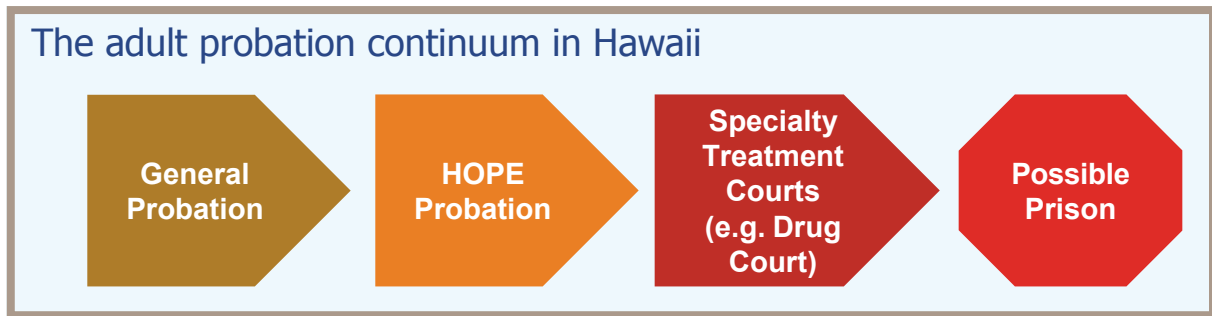 The adult probation continuum in Hawaii
General
Probation
HOPE
Probation
Specialty
Treatment
Courts
(e.g. Drug
Court)
Possible
Prison